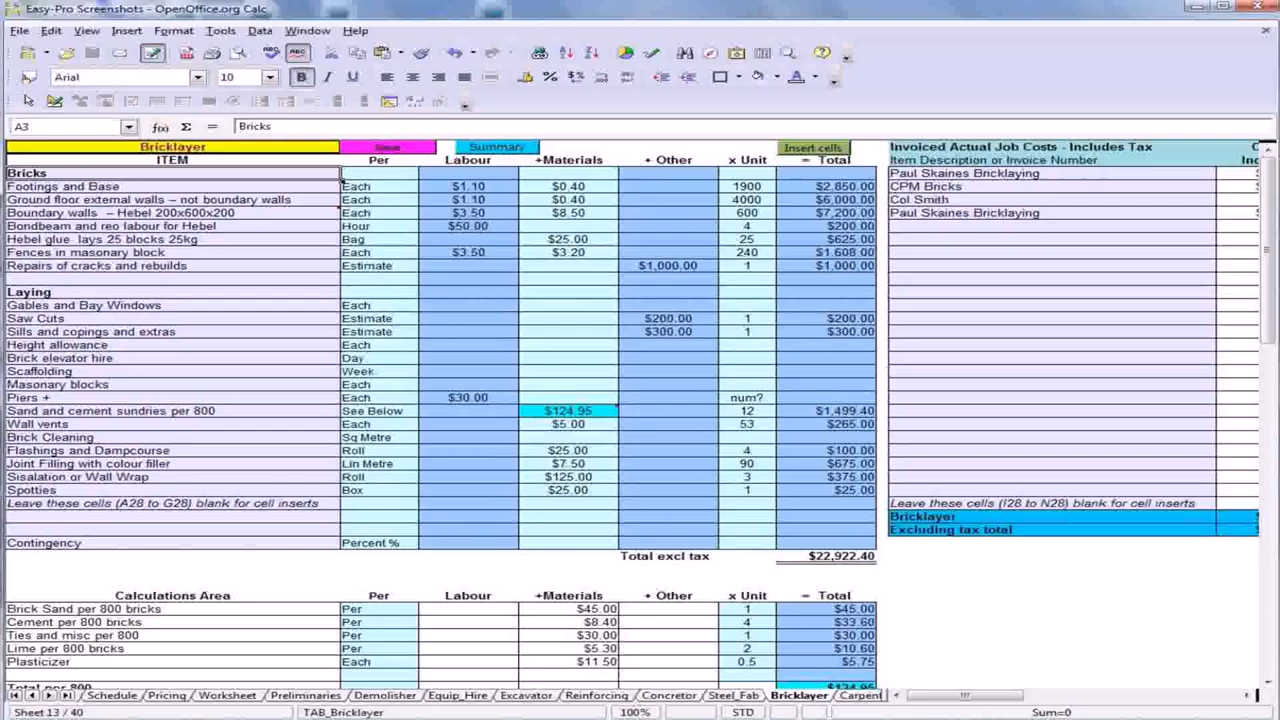 Easy-Pro Screenshots - OpenOffice.org Calc
File Edit View Insert Format Tools Data Window Help
Arial 10 B I U
A3 f(x) Σ = Bricks
Bricklayer Summary Insert cells Invoiced Actual Job Costs - Includes Tax
ITEM Per Labour +Materials + Other x Unit = Total Item Description or Invoice Number
Bricks Paul Skaines Bricklaying
Footings and Base Each $1.10 $0.40 1900 $2,850.00 CPM Bricks
Ground floor external walls – not boundary walls Each $1.10 $0.40 4000 $6,000.00 Col Smith
Boundary walls – Hebel 200x600x200 Each $3.50 $8.50 600 $7,200.00 Paul Skaines Bricklaying
Bondbeam and reo labour for Hebel Hour $50.00 4 $200.00
Hebel glue lays 25 blocks 25kg Bag $25.00 25 $625.00
Fences in masonary block Each $3.50 $3.20 240 $1,608.00
Repairs of cracks and rebuilds Estimate $1,000.00 1 $1,000.00
Laying
Gables and Bay Windows Each
Saw Cuts Estimate $200.00 1 $200.00
Sills and copings and extras Estimate $300.00 1 $300.00
Height allowance Each
Brick elevator hire Day
Scaffolding Week
Masonary blocks Each
Piers + Each $30.00 num?
Sand and cement sundries per 800 See Below $124.95 12 $1,499.40
Wall vents Each $5.00 53 $265.00
Brick Cleaning Sq Metre
Flashings and Dampcourse Roll $25.00 4 $100.00
Joint Filling with colour filler Lin Metre $7.50 90 $675.00
Sisalation or Wall Wrap Roll $125.00 3 $375.00
Spotties Box $25.00 1 $25.00
Leave these cells (A28 to G28) blank for cell inserts Leave these cells (I28 to N28) blank for cell inserts
Bricklayer
Excluding tax total
Contingency Percent %
Total excl tax $22,922.40
Calculations Area Per Labour +Materials + Other x Unit = Total
Brick Sand per 800 bricks Per $45.00 1 $45.00
Cement per 800 bricks Per $8.40 4 $33.60
Ties and misc per 800 Per $30.00 1 $30.00
Lime per 800 bricks Per $5.30 2 $10.60
Plasticizer Each $11.50 0.5 $5.75
Total per 800 $124.95
Schedule Pricing Worksheet Preliminaries Demolisher Equip_Hire Excavator Reinforcing Concretor Steel_Fab Bricklayer Carpent
Sheet 13 / 40 TAB_Bricklayer 100% STD Sum=0